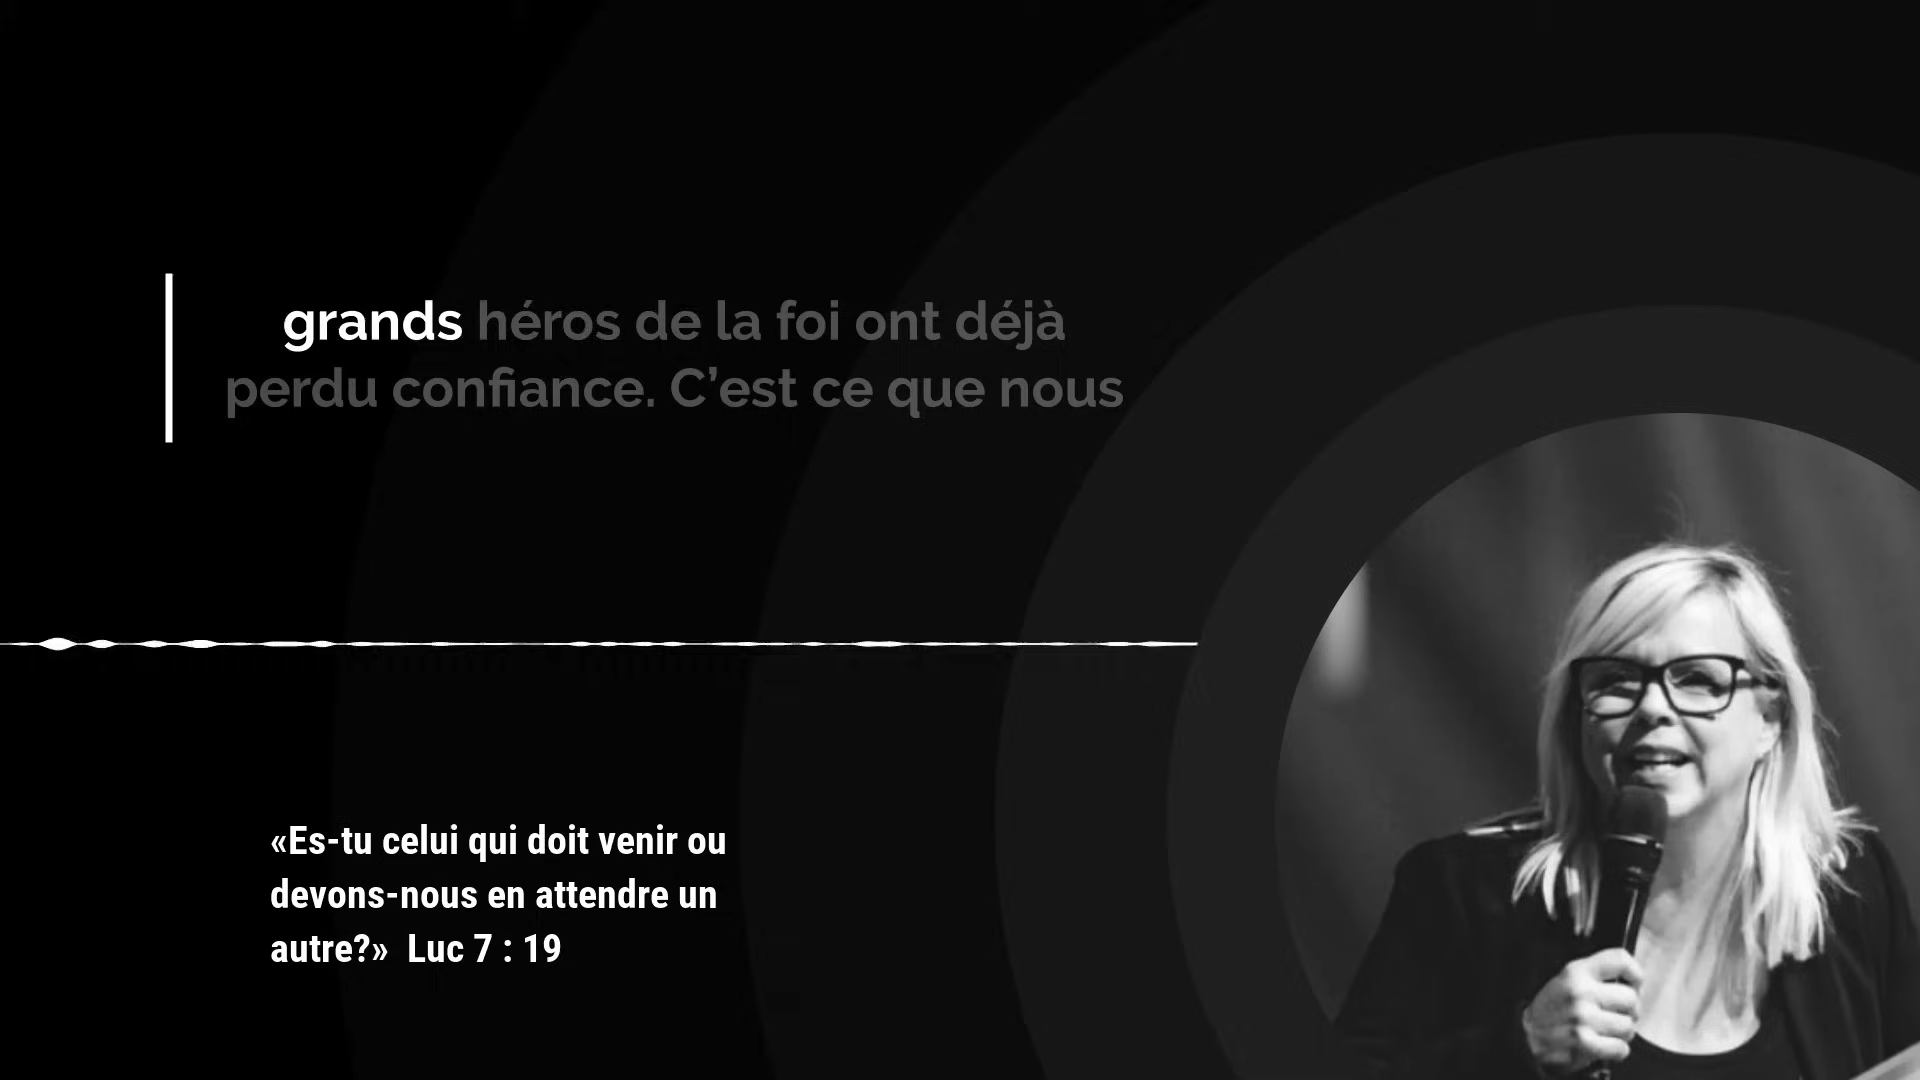 grands héros de la foi ont déjà
perdu confiance. C’est ce que nous
«Es-tu celui qui doit venir ou
devons-nous en attendre un
autre?»  Luc 7 : 19